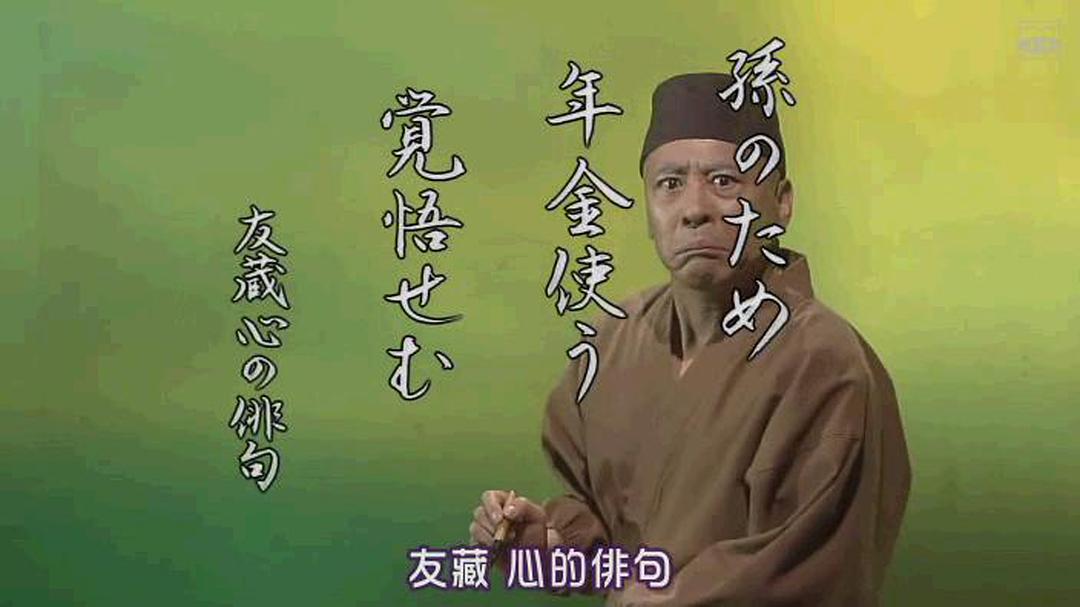 孫のため
年金使う
覚悟せむ
友蔵心の俳句
友藏 心的俳句